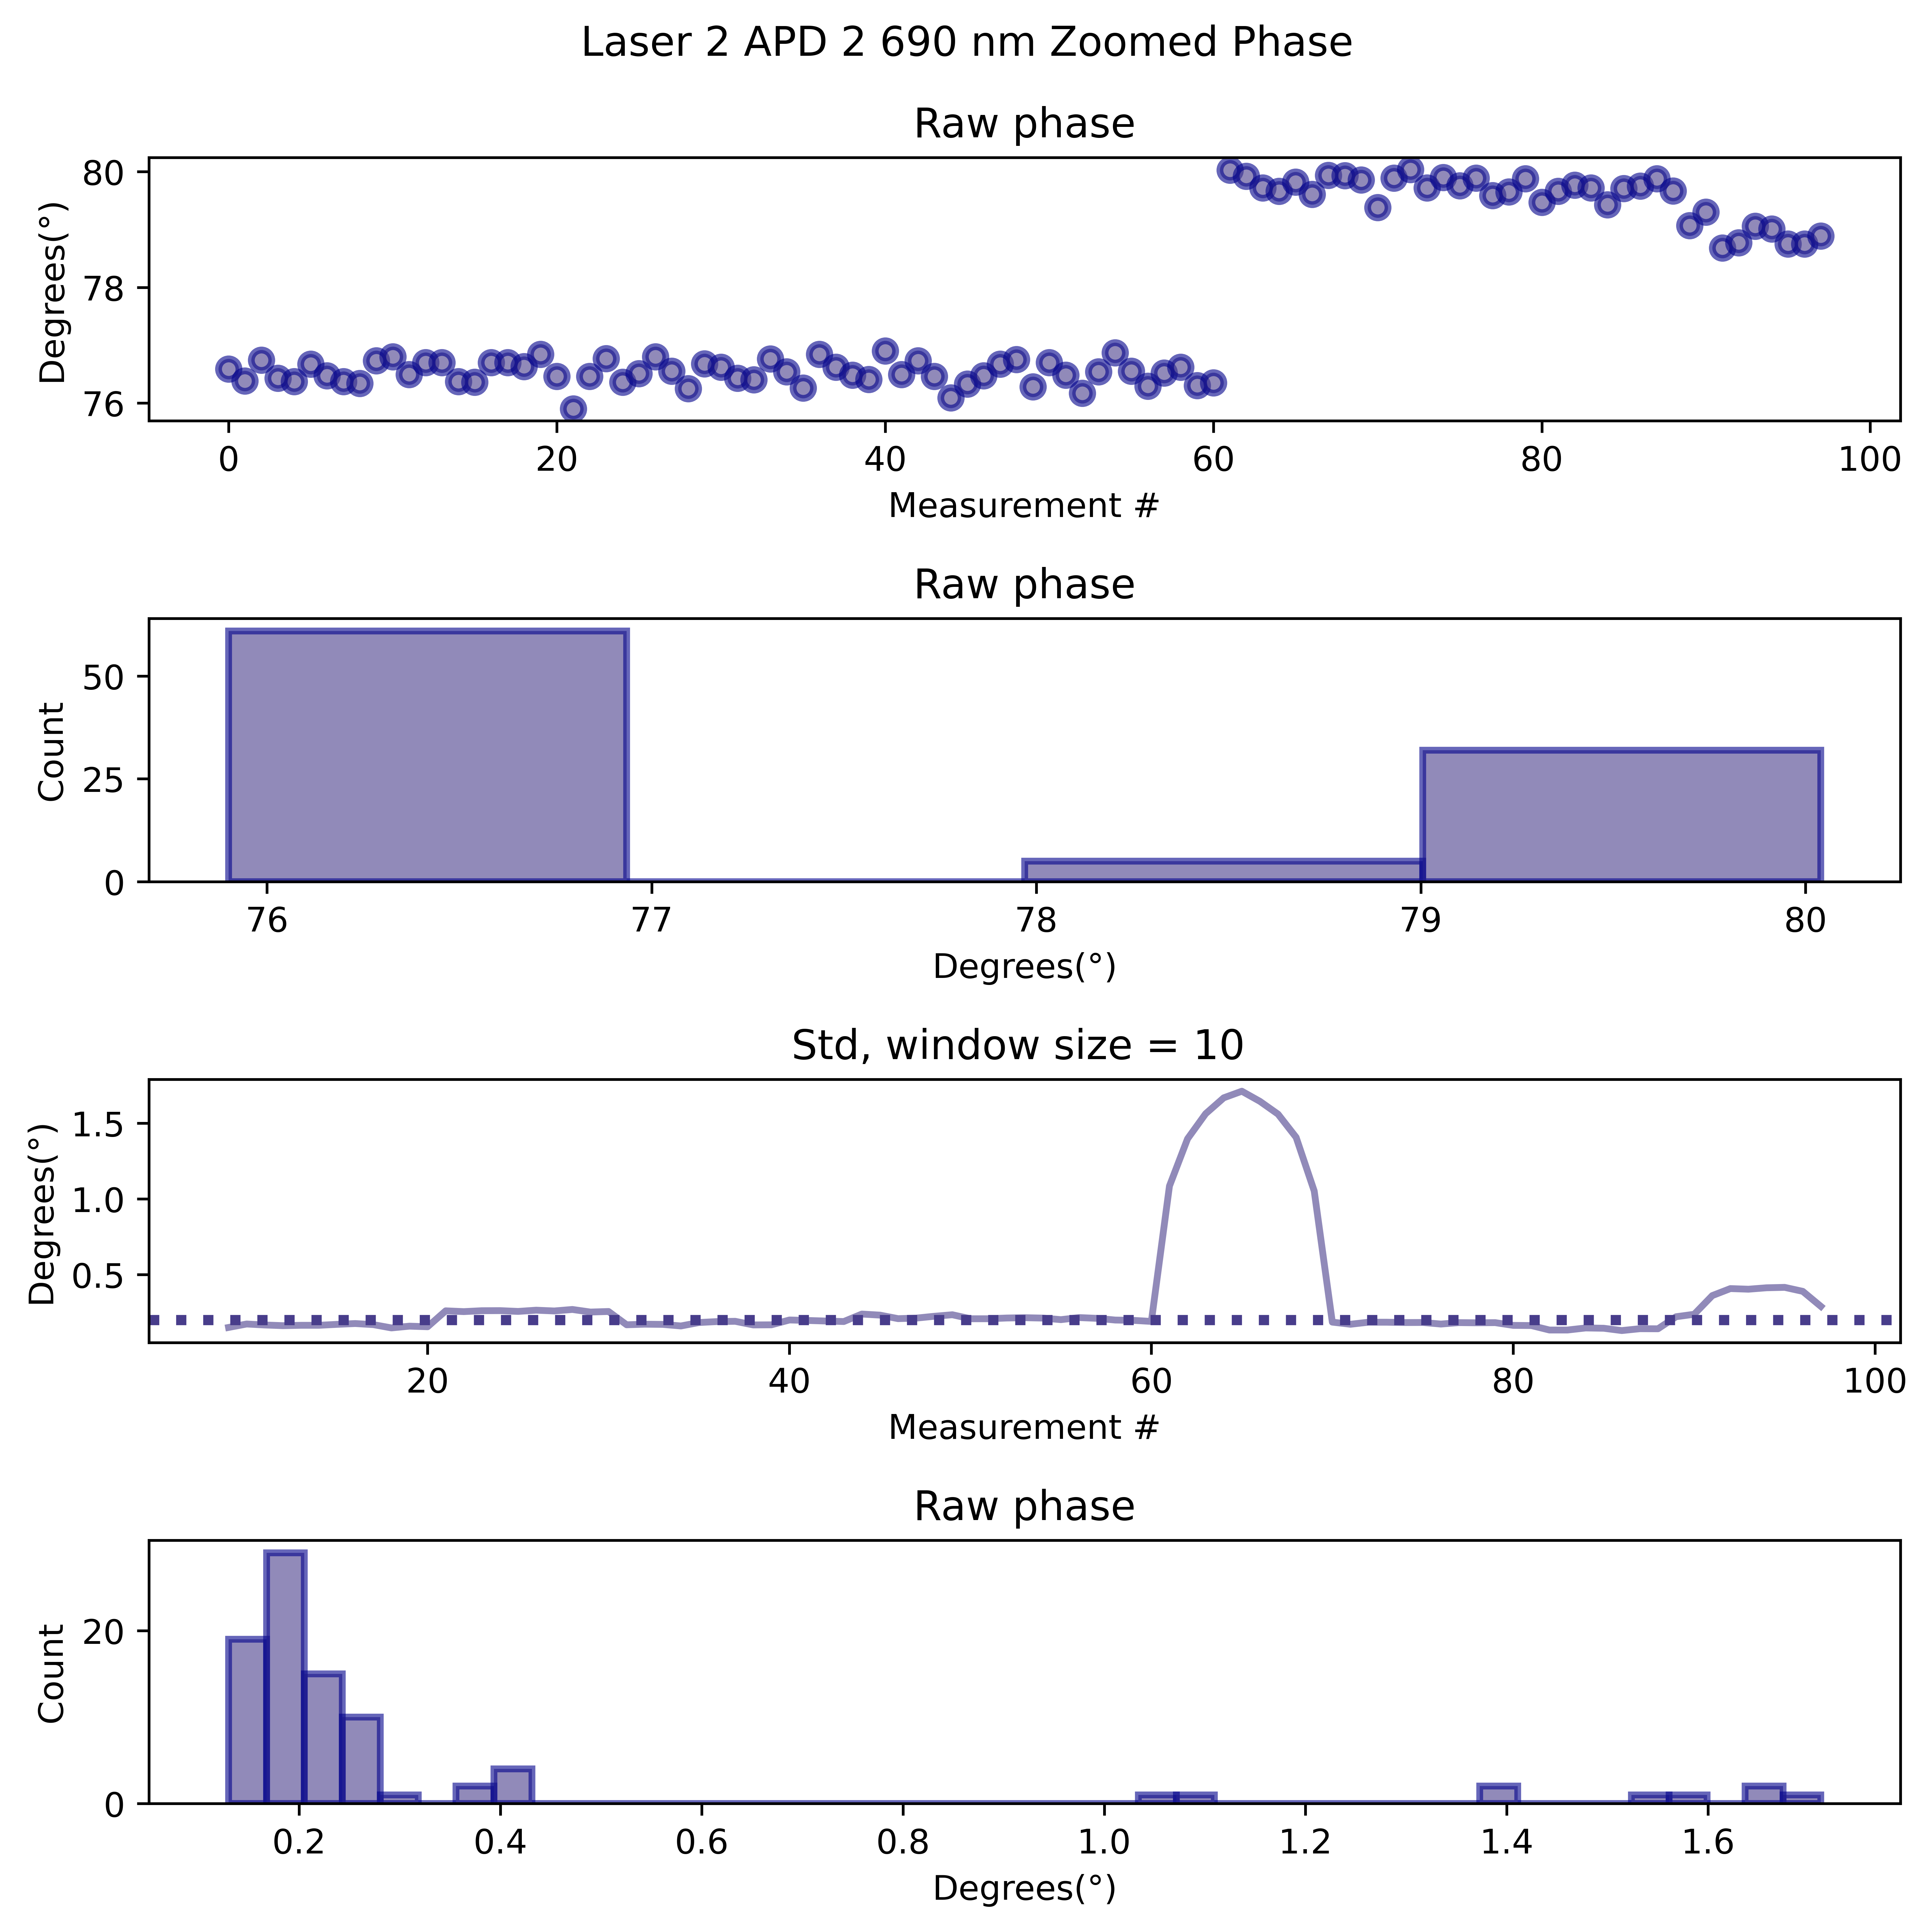 Laser 2 APD 2 690 nm Zoomed Phase
Raw phase
Degrees(°)
80
78
76
0 20 40 60 80 100
Measurement #
Raw phase
Count
50
25
0
76 77 78 79 80
Degrees(°)
Std, window size = 10
Degrees(°)
1.5
1.0
0.5
20 40 60 80 100
Measurement #
Raw phase
Count
20
0
0.2 0.4 0.6 0.8 1.0 1.2 1.4 1.6
Degrees(°)